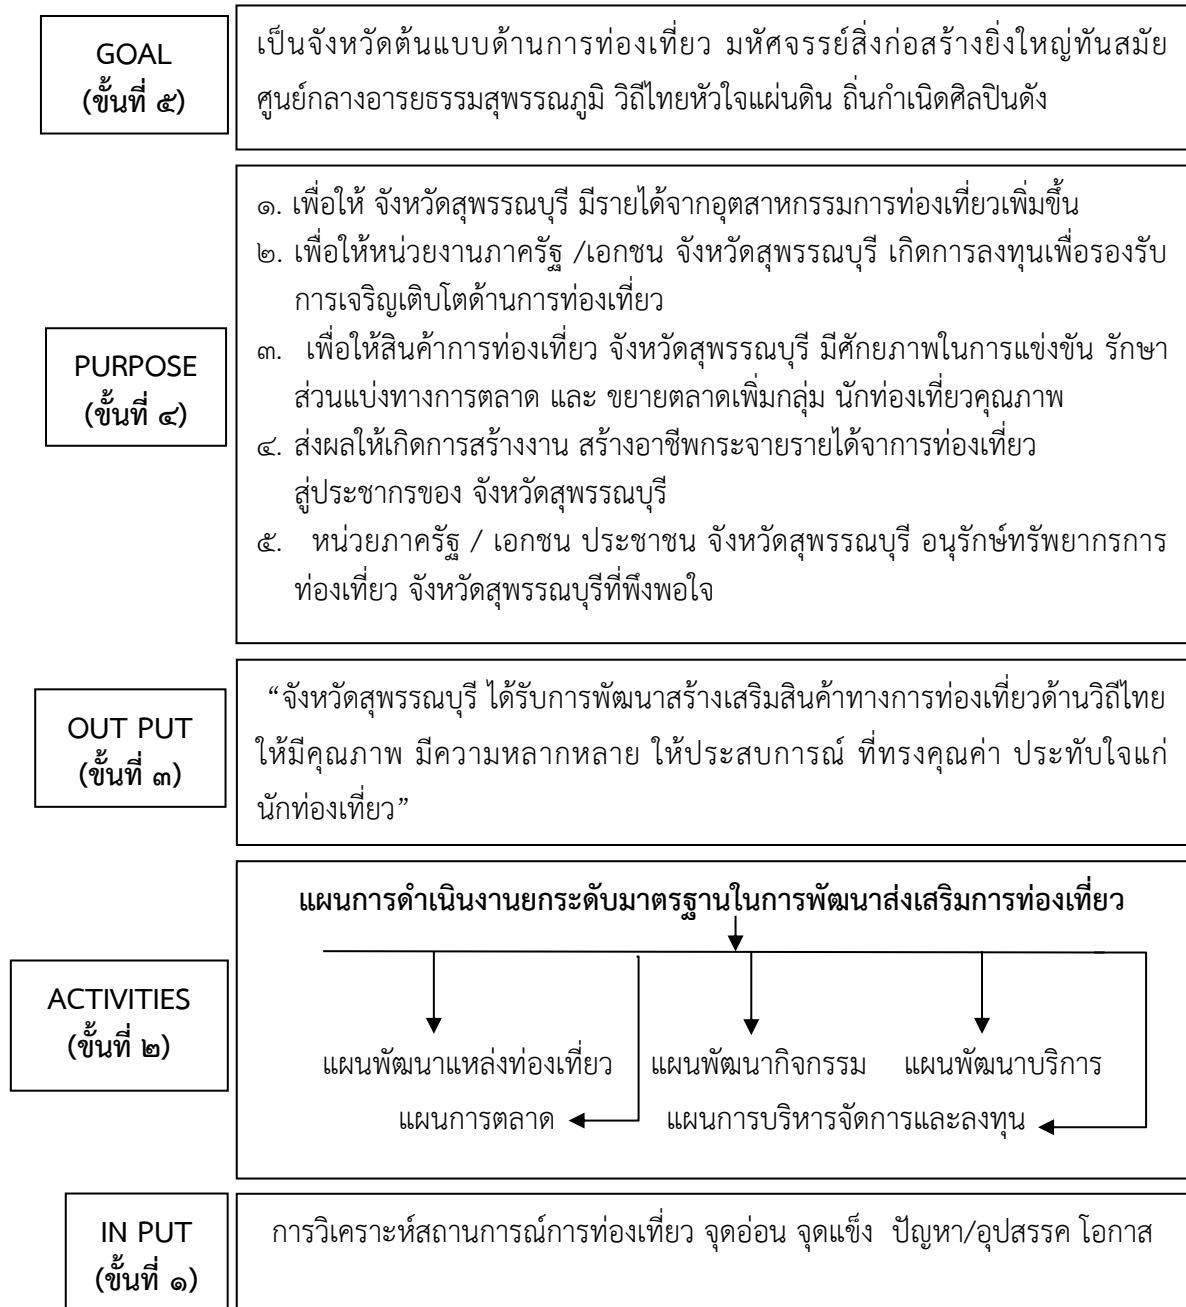 GOAL
(ขั้นที่ ๕)
เป็นจังหวัดต้นแบบด้านการท่องเที่ยว มหัศจรรย์สิ่งก่อสร้างยิ่งใหญ่ทันสมัย
ศูนย์กลางอารยธรรมสุพรรณภูมิ วิถีไทยหัวใจแผ่นดิน ถิ่นกำเนิดศิลปินดัง
PURPOSE
(ขั้นที่ ๔)
๑. เพื่อให้ จังหวัดสุพรรณบุรี มีรายได้จากอุตสาหกรรมการท่องเที่ยวเพิ่มขึ้น
๒. เพื่อให้หน่วยงานภาครัฐ /เอกชน จังหวัดสุพรรณบุรี เกิดการลงทุนเพื่อรองรับ
การเจริญเติบโตด้านการท่องเที่ยว
๓. เพื่อให้สินค้าการท่องเที่ยว จังหวัดสุพรรณบุรี มีศักยภาพในการแข่งขัน รักษา
ส่วนแบ่งทางการตลาด และ ขยายตลาดเพิ่มกลุ่ม นักท่องเที่ยวคุณภาพ
๔. ส่งผลให้เกิดการสร้างงาน สร้างอาชีพกระจายรายได้จาการท่องเที่ยว
สู่ประชากรของ จังหวัดสุพรรณบุรี
๕. หน่วยภาครัฐ / เอกชน ประชาชน จังหวัดสุพรรณบุรี อนุรักษ์ทรัพยากรการ
ท่องเที่ยว จังหวัดสุพรรณบุรีที่พึงพอใจ
OUT PUT
(ขั้นที่ ๓)
“จังหวัดสุพรรณบุรี ได้รับการพัฒนาสร้างเสริมสินค้าทางการท่องเที่ยวด้านวิถีไทย
ให้มีคุณภาพ มีความหลากหลาย ให้ประสบการณ์ ที่ทรงคุณค่า ประทับใจแก่
นักท่องเที่ยว”
ACTIVITIES
(ขั้นที่ ๒)
แผนการดำเนินงานยกระดับมาตรฐานในการพัฒนาส่งเสริมการท่องเที่ยว
แผนพัฒนาแหล่งท่องเที่ยว แผนพัฒนากิจกรรม แผนพัฒนาบริการ
แผนการตลาด แผนการบริหารจัดการและลงทุน
IN PUT
(ขั้นที่ ๑)
การวิเคราะห์สถานการณ์การท่องเที่ยว จุดอ่อน จุดแข็ง ปัญหา/อุปสรรค โอกาส